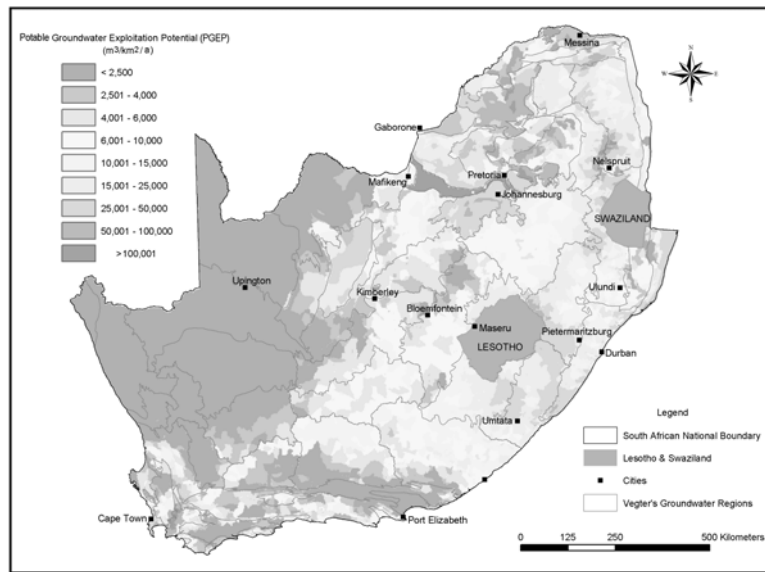 Potable Groundwater Exploitation Potential (PGEP)
(m3/km2/ a)
< 2,500
2,501 - 4,000
4,001 - 6,000
6,001 - 10,000
10,001 - 15,000
15,001 - 25,000
25,001 - 50,000
50,001 - 100,000
>100,001
Messina
N
W
E
S
Gaborone
Mafikeng
Pretoria
Johannesburg
Nelspruit
SWAZILAND
Upington
Kimberley
Bloemfontein
Maseru
LESOTHO
Ulundi
Pietermaritzburg
Durban
Umtata
Cape Town
Port Elizabeth
Legend
South African National Boundary
Lesotho & Swaziland
Cities
Vegter's Groundwater Regions
0 125 250 500 Kilometers